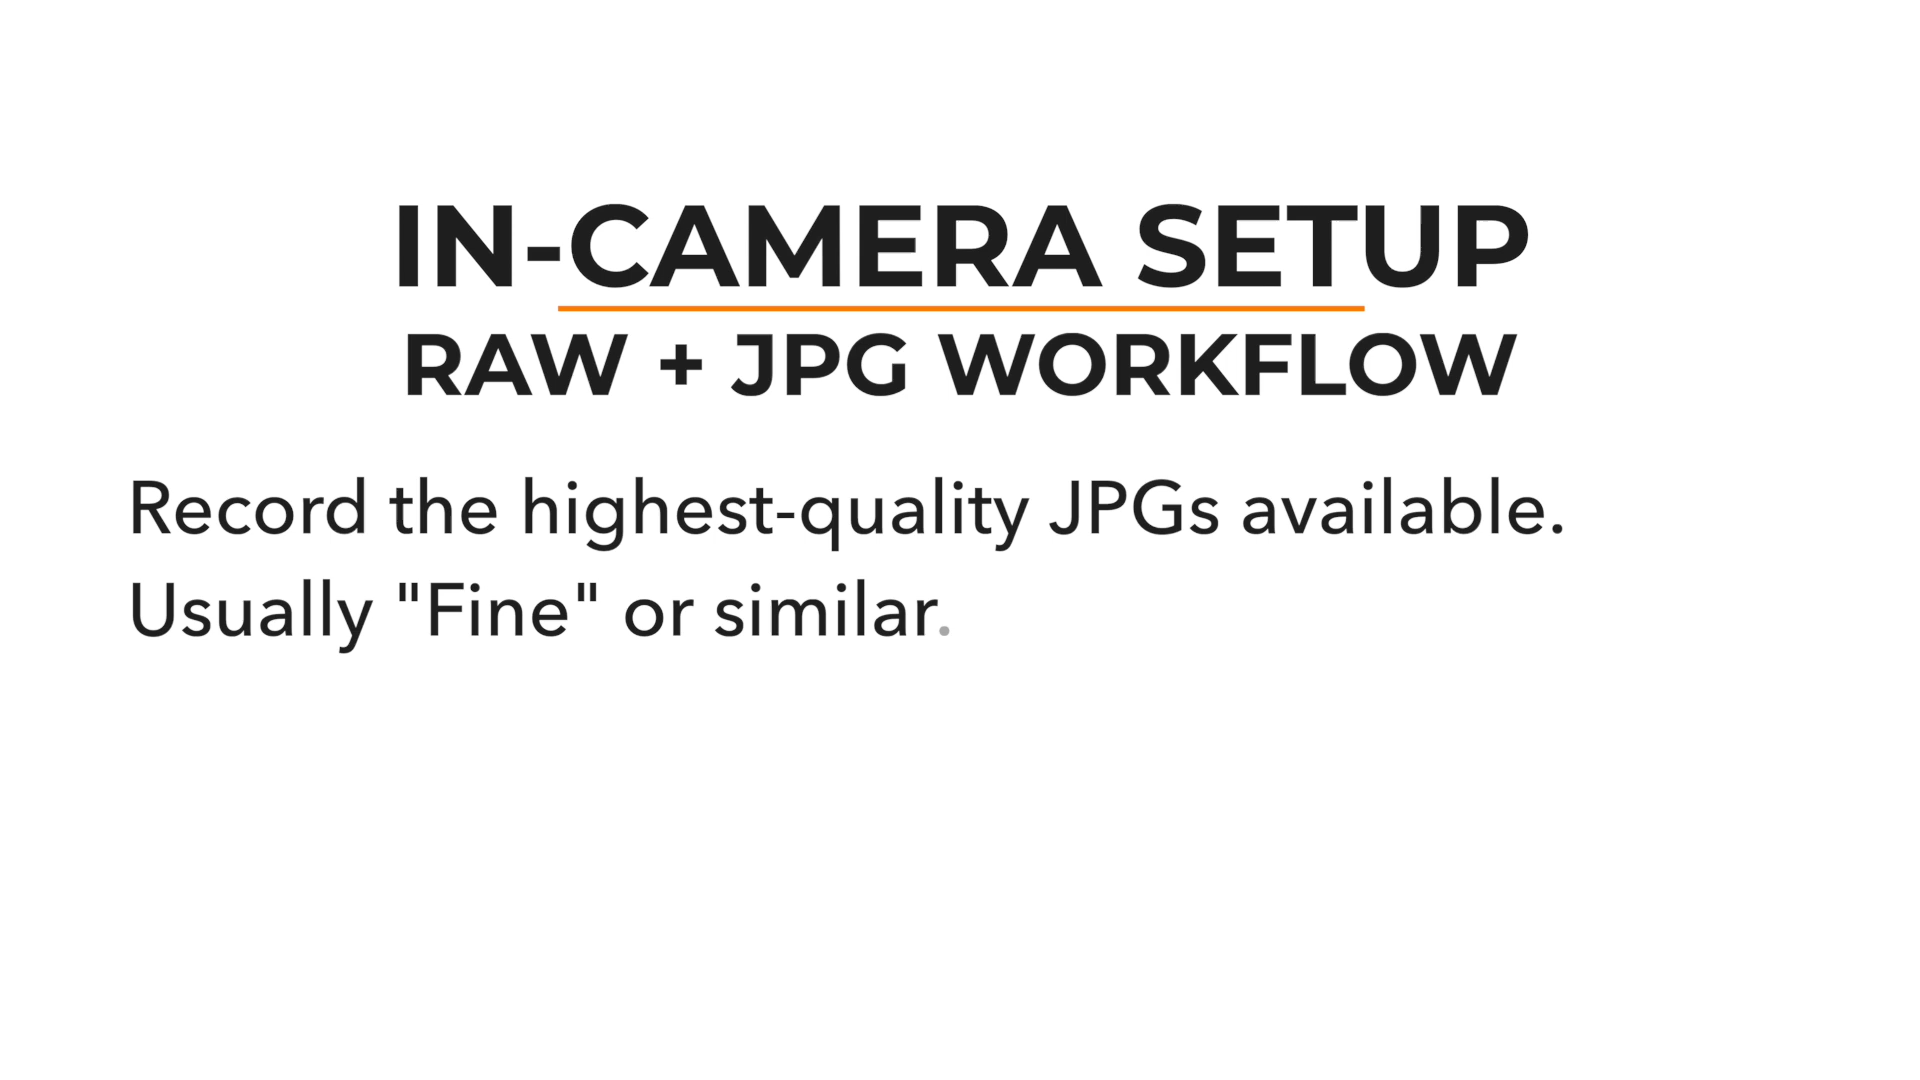 IN-CAMERA SETUP
RAW + JPG WORKFLOW
Record the highest-quality JPGs available.
Usually "Fine" or similar.